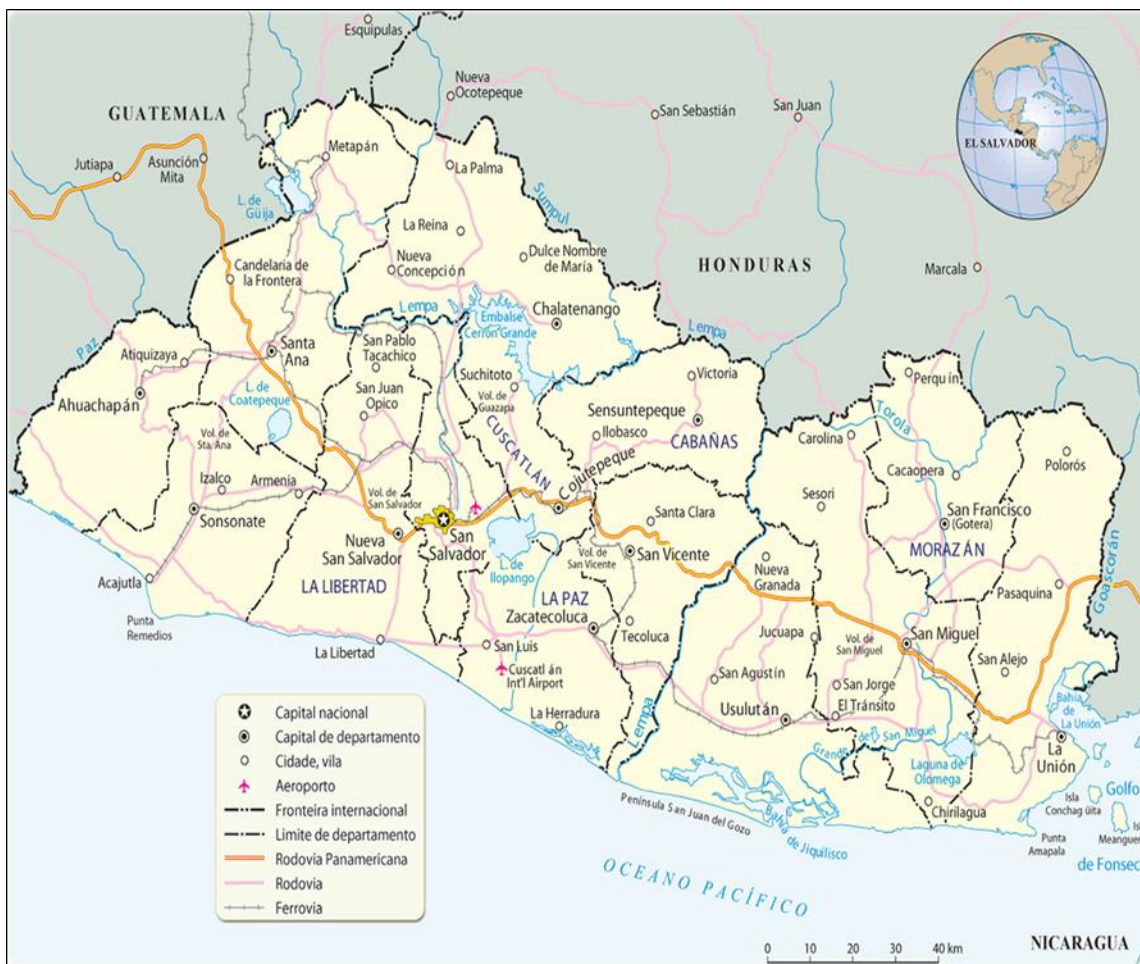 Esquipulas
Nueva
Ocotepeque
GUATEMALA
San Sebastián
San Juan
EL SALVADOR
Jutiapa
Asunción
Mita
Metapán
La Palma
L. de
Güija
Sumpul
La Reina
Dulce Nombre
de María
Nueva
Concepción
HONDURAS
Marcala
Candelaria de
la Frontera
Lempa
Embalse
Cerrón Grande
Chalatenango
Lempa
Paz
Atiquizaya
Santa
Ana
San Pablo
Tacachico
Ahuachapán
L. de
Coatepeque
San Juan
Opico
Suchitoto
Vol. de
Guazapa
Victoria
Sensuntepeque
Perquín
CUSCATLÁN
Ilobasco
CABAÑAS
Torola
Carolina
Vol. de
Sta. Ana
Cojutepeque
Cacaopera
Polorós
Izalco
Armenia
Sesori
Vol. de
San Salvador
Sonsonate
Santa Clara
San Francisco
(Gotera)
Nueva
San Salvador
San
Salvador
L. de
Ilopango
Vol. de
San Vicente
San Vicente
MORAZÁN
Nueva
Granada
Goascorán
Acajutla
LA LIBERTAD
LA PAZ
Pasaquina
Punta
Remedios
Zacatecoluca
Tecoluca
Jucuapa
Vol. de
San Miguel
San Miguel
La Libertad
San Luis
Cuscatl án
Int'l Airport
San Agustín
San Jorge
San Alejo
El Tránsito
Bahía
de
La Unión
La Herradura
Lempa
Usulután
Grande de San Miguel
La
Unión
Laguna de
Olomega
Golfo
Isla
Conchag üita
Isl
Meanguer
Península San Juan del Gozo
Bahía
de Jiquilisco
Chirilagua
Punta
Amapala
de Fonsec
OCEANO PACÍFICO
NICARAGUA
0 10 20 30 40 km
Capital nacional
Capital de departamento
Cidade, vila
Aeroporto
Fronteira internacional
Limite de departamento
Rodovia Panamericana
Rodovia
Ferrovia